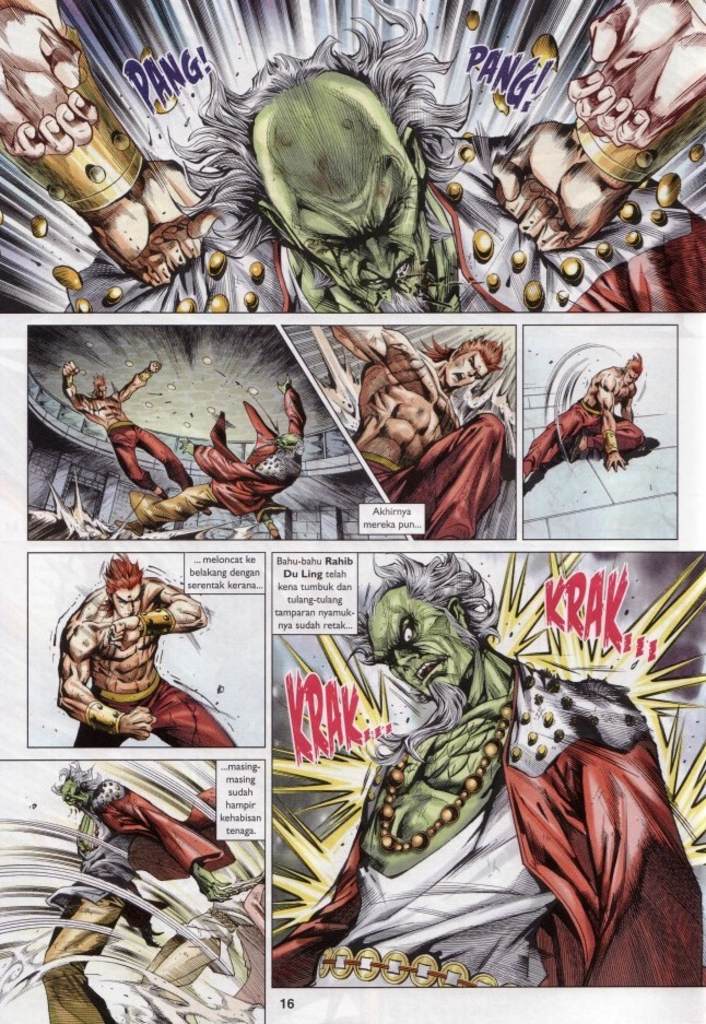 PANG!
PANG!
Akhirnya
mereka pun...
... meloncat ke
belakang dengan
serentak kerana...
...masing-
masing
sudah
hampir
kehabisan
tenaga.
Bahu-bahu Rahib
Du Ling telah
kena tumbuk dan
tulang-tulang
tamparan nyamuk-
nya sudah retak...
KRAK...
KRAK...
16